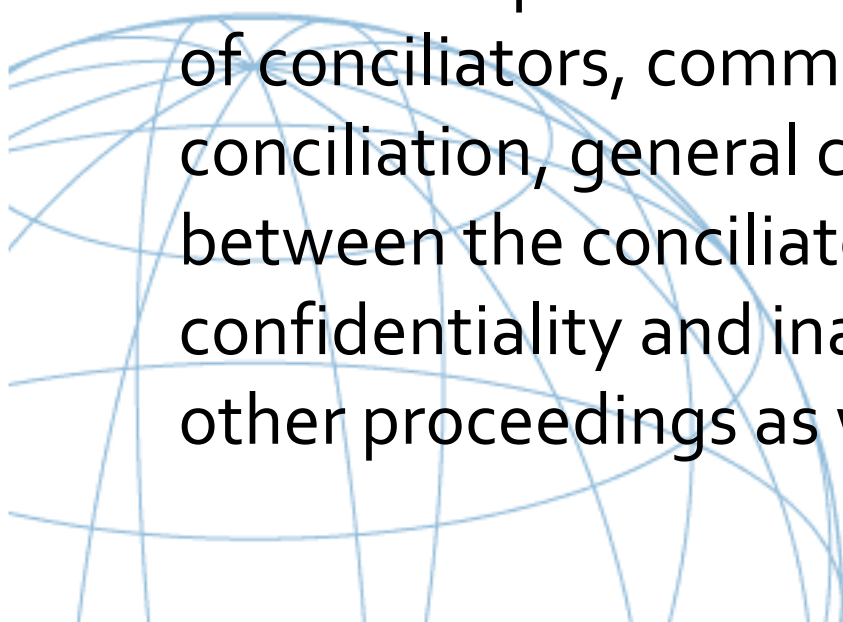 of conciliators, comm
conciliation, general c
between the conciliat
confidentiality and ina
other proceedings as